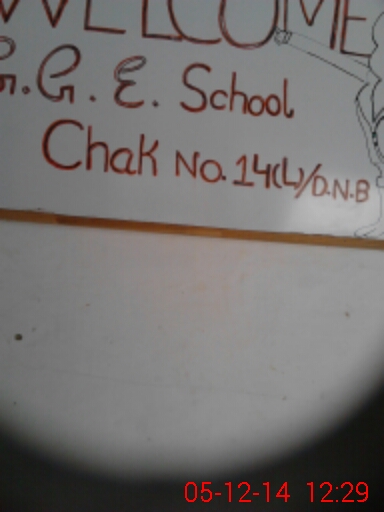 WELCOME
G.G.E. School
Chak No. 14(L)/D.N.B
05-12-14 12:29